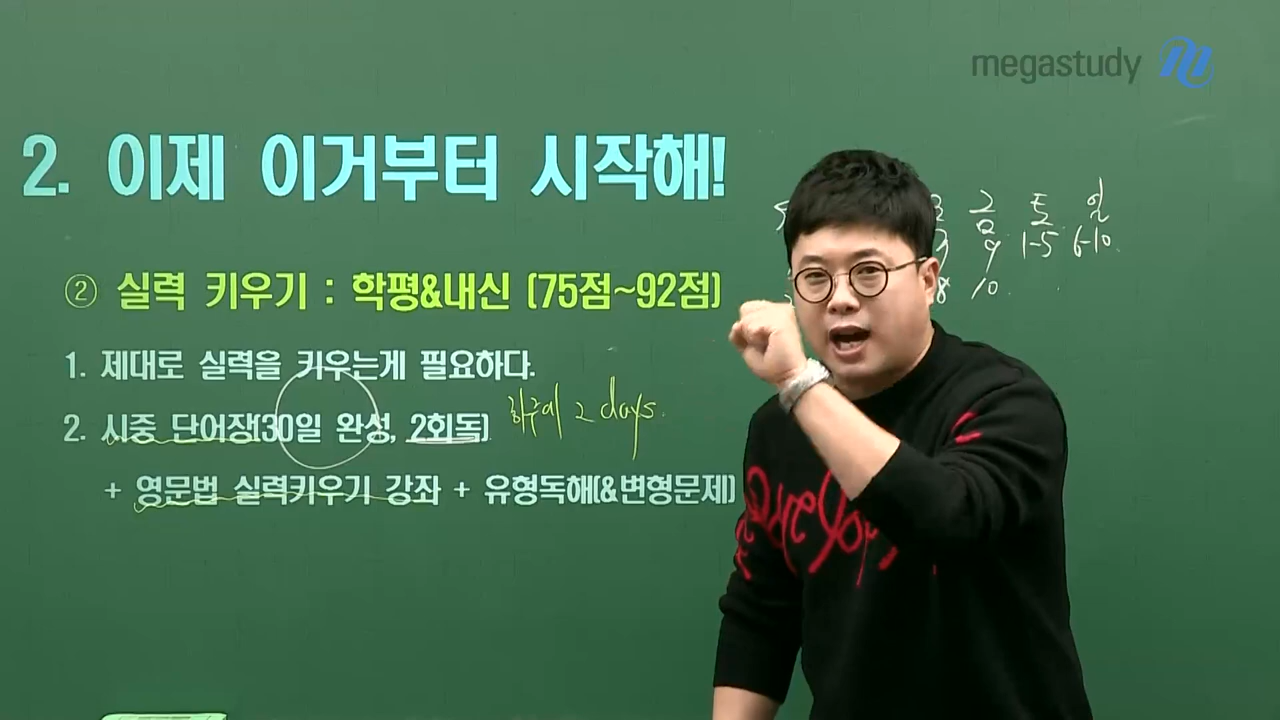 megastudy
2. 이제 이거부터 시작해!
② 실력 키우기 : 학평&내신 (75점~92점)
1. 제대로 실력을 키우는게 필요하다.
2. 시중 단어장(30일 완성, 2회독) 하루에 2 days.
+ 영문법 실력키우기 강좌 + 유형독해(&변형문제)
토 일
9 1-5 6-10.
8 10.